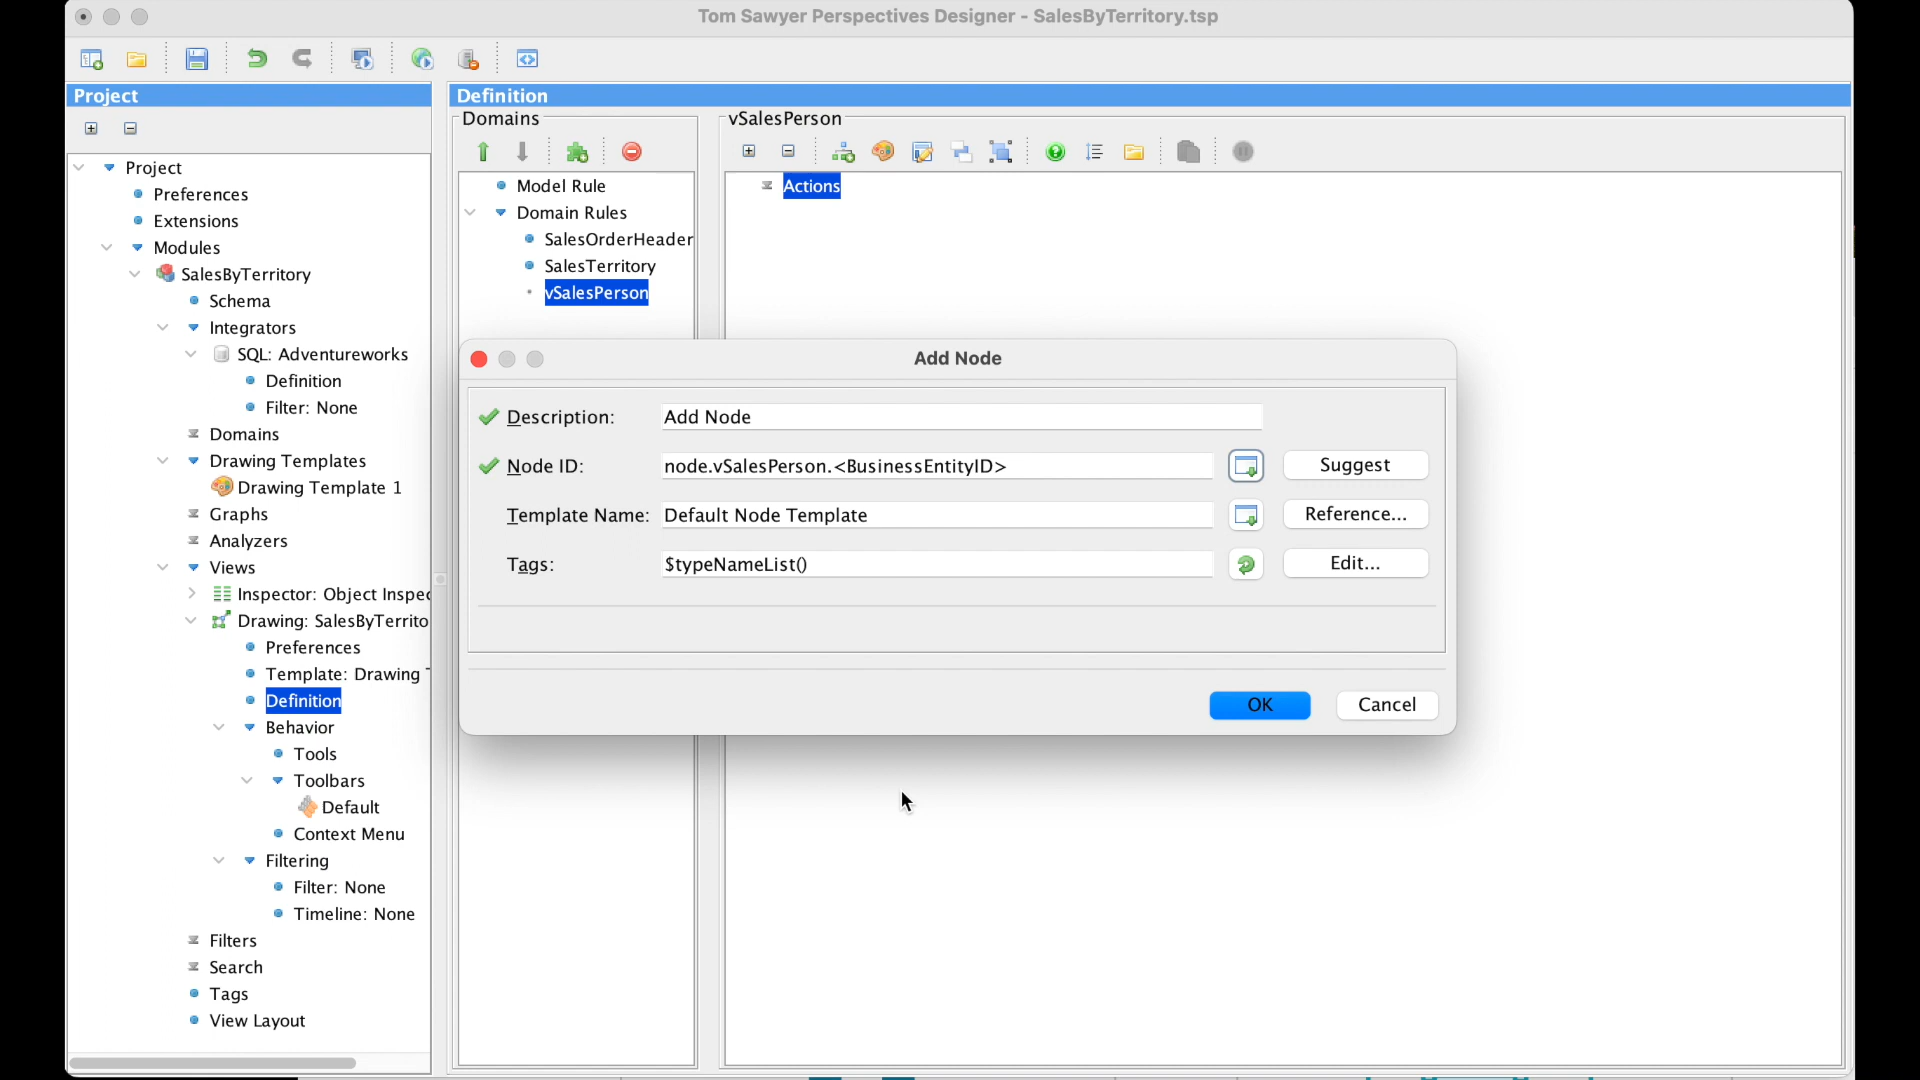 Tom Sawyer Perspectives Designer - SalesByTerritory.tsp
Project
Project
Preferences
Extensions
Modules
SalesByTerritory
Schema
Integrators
SQL: Adventureworks
Definition
Filter: None
Domains
Drawing Templates
Drawing Template 1
Graphs
Analyzers
Views
Inspector: Object Inspec
Drawing: SalesByTerrito
Preferences
Template: Drawing
Definition
Behavior
Tools
Toolbars
Default
Context Menu
Filtering
Filter: None
Timeline: None
Filters
Search
Tags
View Layout
Definition
Domains
Model Rule
Domain Rules
SalesOrderHeader
SalesTerritory
vSalesPerson
vSalesPerson
Actions
Add Node
Description: Add Node
Node ID: node.vSalesPerson.<BusinessEntityID> Suggest
Template Name: Default Node Template Reference...
Tags: $typeNameList() Edit...
OK Cancel